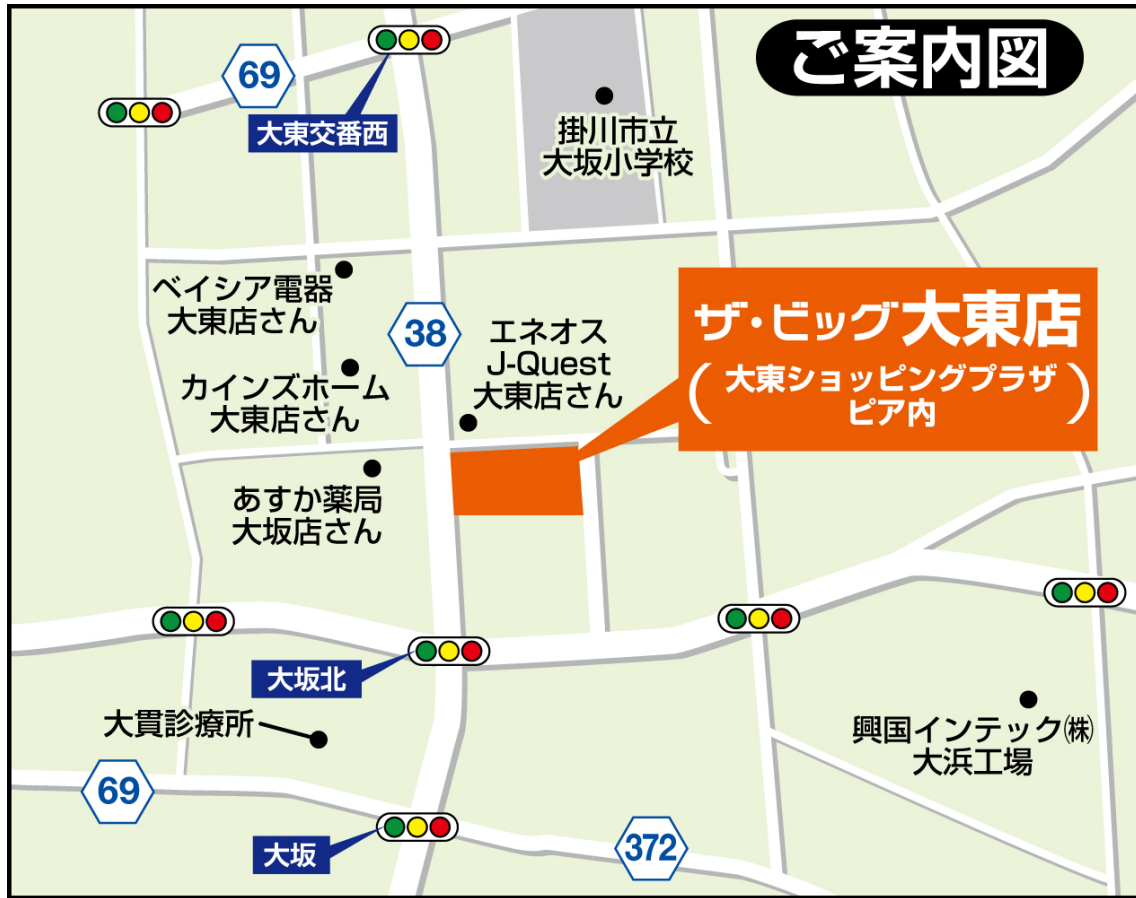 ご案内図
69
大東交番西
掛川市立
大坂小学校
ベイシア電器
大東店さん
38
エネオス
J-Quest
大東店さん
ザ・ビッグ大東店
(大東ショッピングプラザ
ピア内)
カインズホーム
大東店さん
あすか薬局
大坂店さん
大坂北
大貫診療所
興国インテック㈱
大浜工場
69
大坂
372